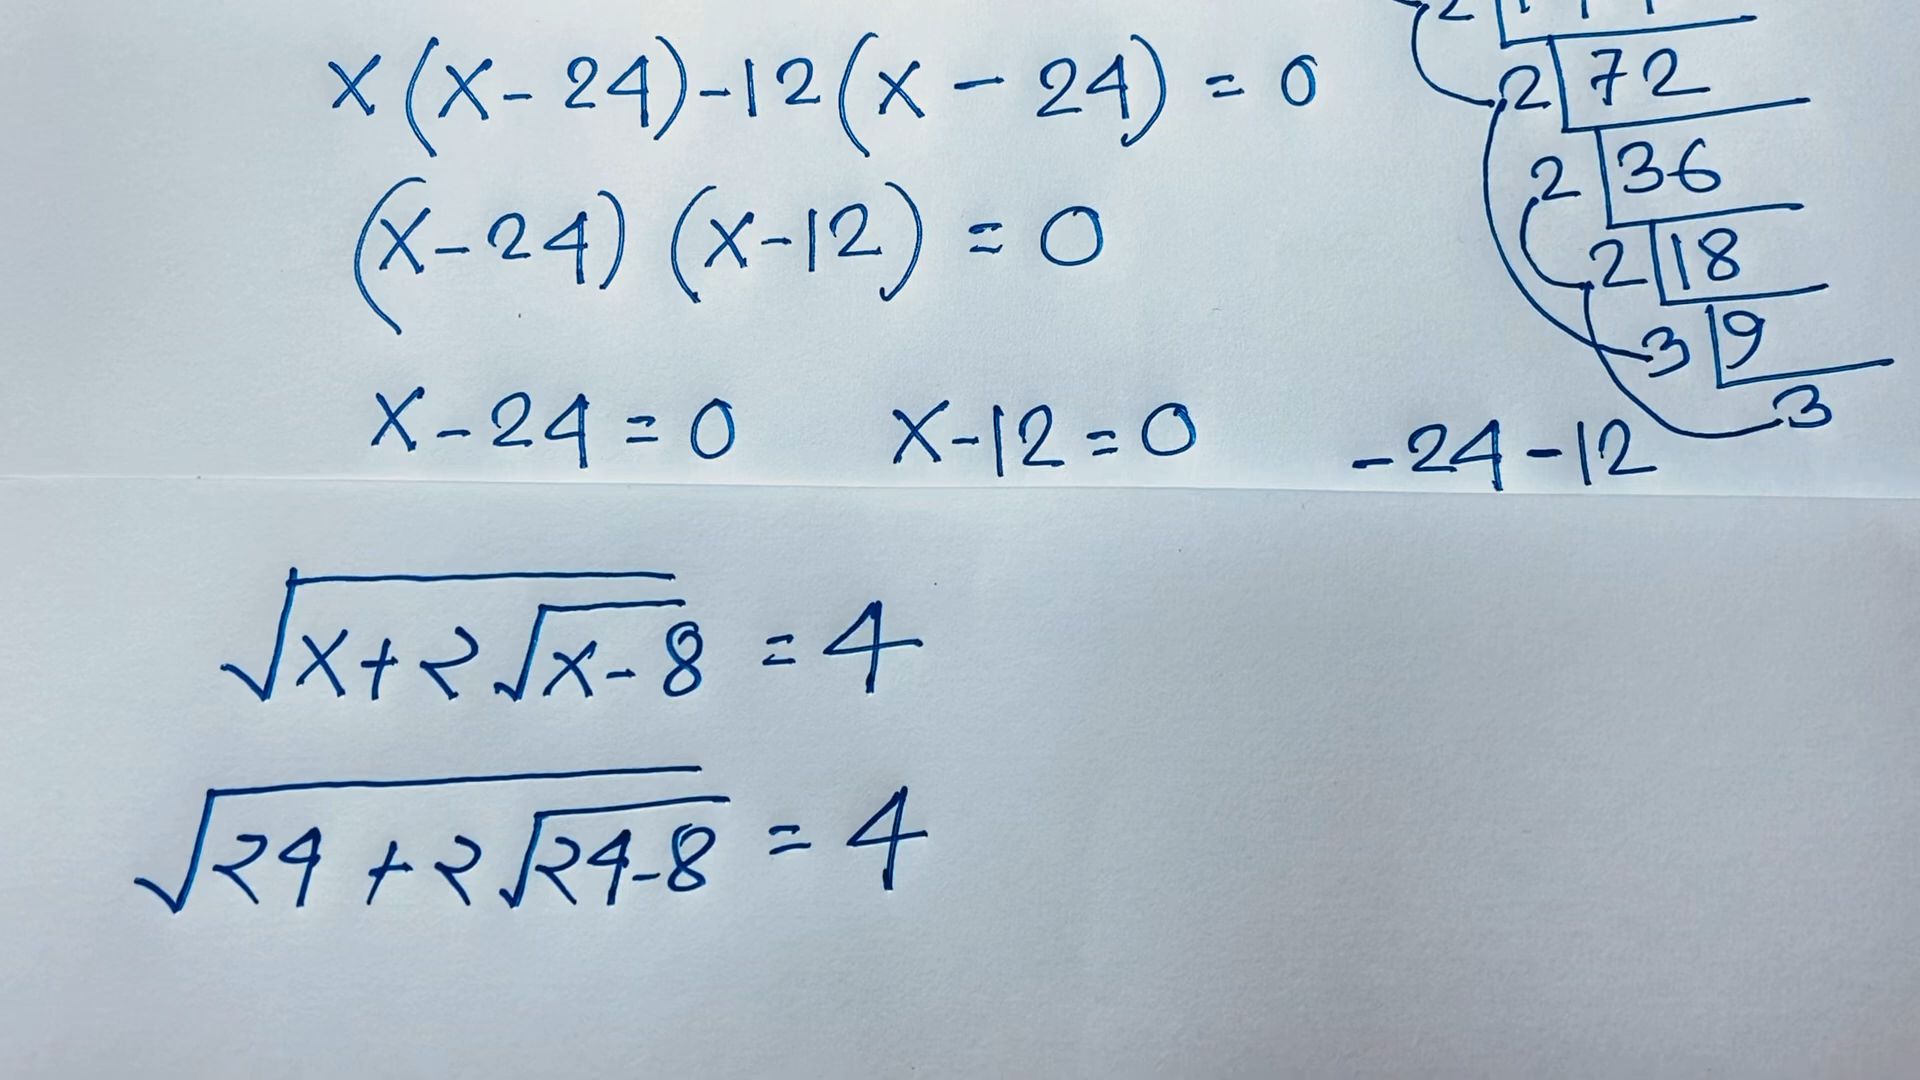 x(x-24)-12(x-24)=0
(x-24)(x-12)=0
x-24=0 x-12=0 -24-12
2
2|72
2|36
2|18
3|9
3
√(x+2√(x-8))=4
√(24+2√(24-8))=4